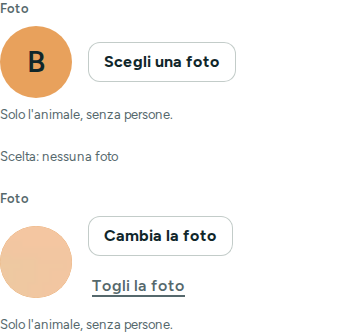 Foto
B
Scegli una foto
Solo l'animale, senza persone.
Scelta: nessuna foto
Foto
Cambia la foto
Togli la foto
Solo l'animale, senza persone.